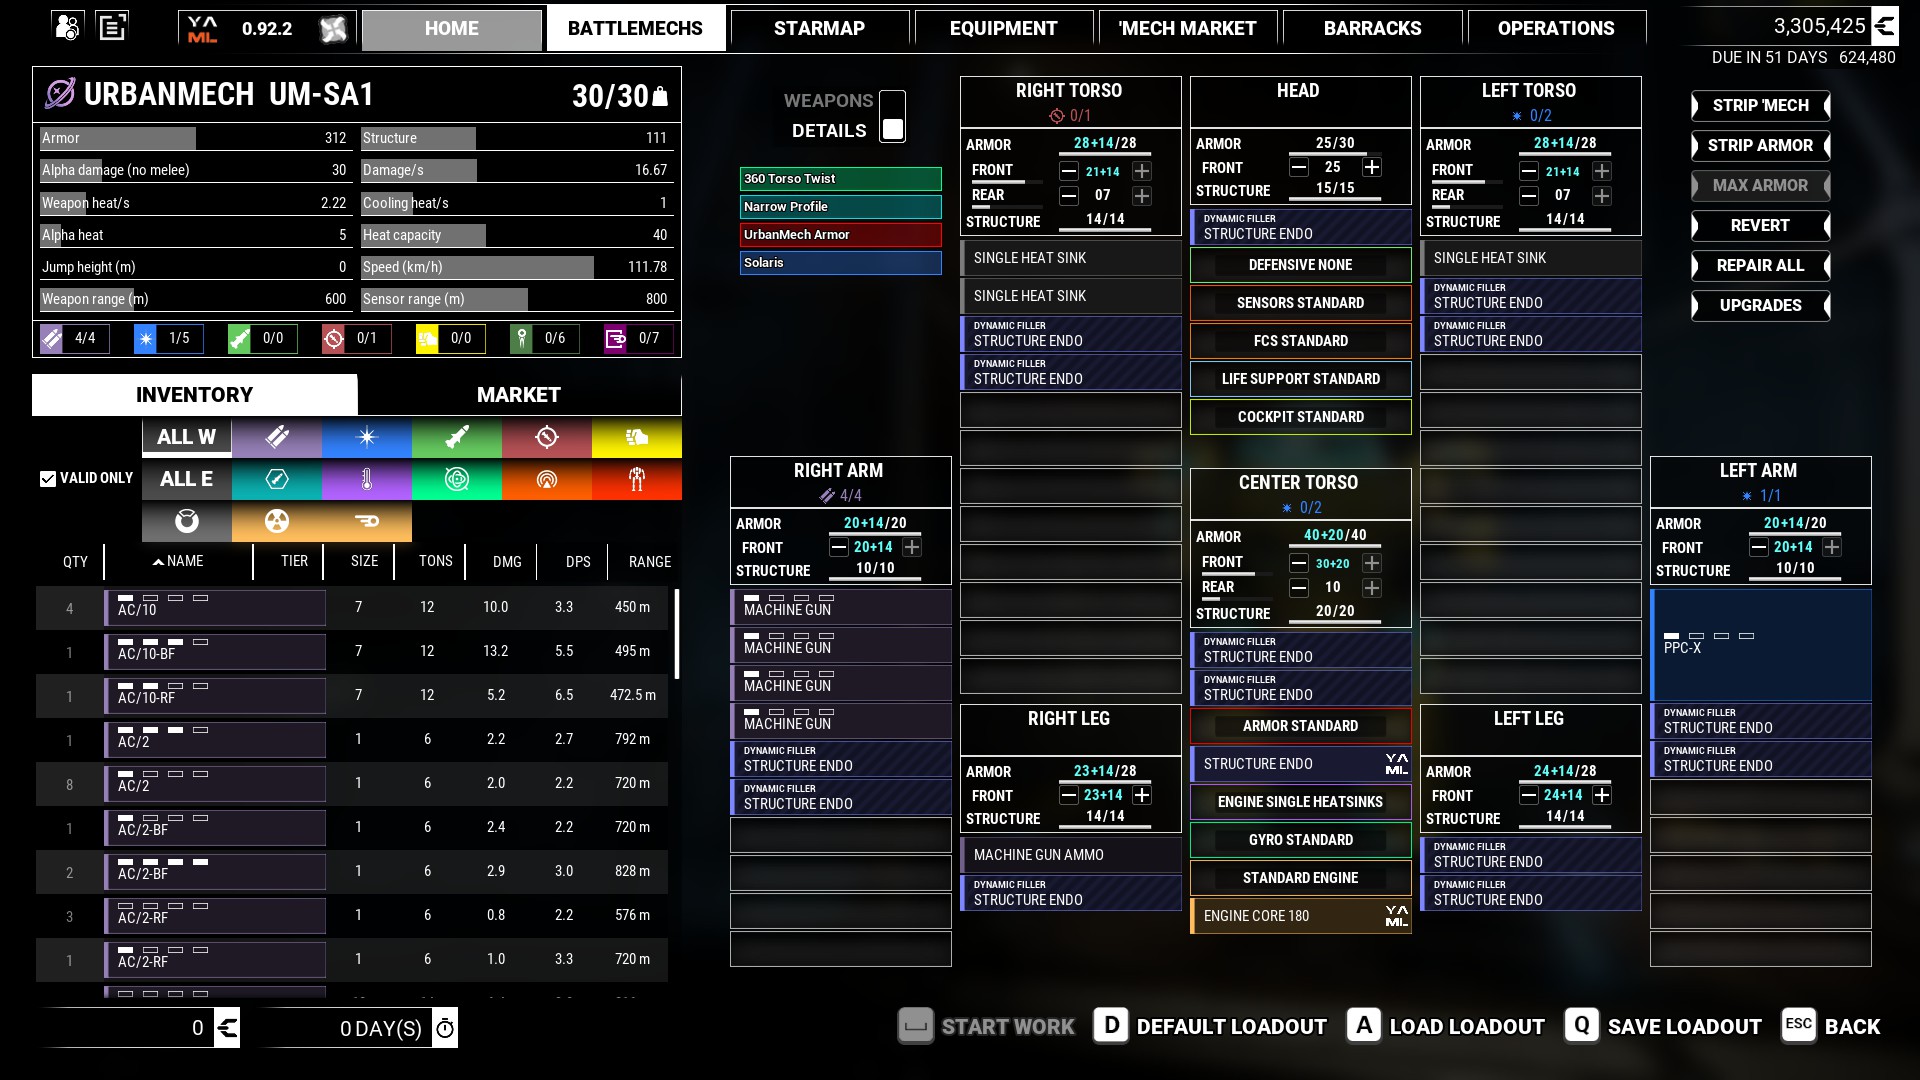 YA ML 0.92.2
HOME
BATTLEMECHS
STARMAP
EQUIPMENT
'MECH MARKET
BARRACKS
OPERATIONS
3,305,425
DUE IN 51 DAYS 624,480
URBANMECH UM-SA1 30/30
Armor 312
Structure 111
Alpha damage (no melee) 30
Damage/s 16.67
Weapon heat/s 2.22
Cooling heat/s 1
Alpha heat 5
Heat capacity 40
Jump height (m) 0
Speed (km/h) 111.78
Weapon range (m) 600
Sensor range (m) 800
4/4 1/5 0/0 0/1 0/0 0/6 0/7
INVENTORY
MARKET
ALL W
VALID ONLY
ALL E
QTY NAME TIER SIZE TONS DMG DPS RANGE
4 AC/10 7 12 10.0 3.3 450 m
1 AC/10-BF 7 12 13.2 5.5 495 m
1 AC/10-RF 7 12 5.2 6.5 472.5 m
1 AC/2 1 6 2.2 2.7 792 m
8 AC/2 1 6 2.0 2.2 720 m
1 AC/2-BF 1 6 2.4 2.2 720 m
2 AC/2-BF 1 6 2.9 3.0 828 m
3 AC/2-RF 1 6 0.8 2.2 576 m
1 AC/2-RF 1 6 1.0 3.3 720 m
0
0 DAY(S)
WEAPONS
DETAILS
360 Torso Twist
Narrow Profile
UrbanMech Armor
Solaris
RIGHT ARM
4/4
ARMOR 20+14/20
FRONT 20+14
STRUCTURE 10/10
MACHINE GUN
MACHINE GUN
MACHINE GUN
MACHINE GUN
DYNAMIC FILLER
STRUCTURE ENDO
DYNAMIC FILLER
STRUCTURE ENDO
RIGHT TORSO
0/1
ARMOR 28+14/28
FRONT 21+14
REAR 07
STRUCTURE 14/14
SINGLE HEAT SINK
SINGLE HEAT SINK
DYNAMIC FILLER
STRUCTURE ENDO
DYNAMIC FILLER
STRUCTURE ENDO
RIGHT LEG
ARMOR 23+14/28
FRONT 23+14
STRUCTURE 14/14
MACHINE GUN AMMO
DYNAMIC FILLER
STRUCTURE ENDO
HEAD
ARMOR 25/30
FRONT 25
STRUCTURE 15/15
DYNAMIC FILLER
STRUCTURE ENDO
DEFENSIVE NONE
SENSORS STANDARD
FCS STANDARD
LIFE SUPPORT STANDARD
COCKPIT STANDARD
CENTER TORSO
0/2
ARMOR 40+20/40
FRONT 30+20
REAR 10
STRUCTURE 20/20
DYNAMIC FILLER
STRUCTURE ENDO
DYNAMIC FILLER
STRUCTURE ENDO
ARMOR STANDARD
STRUCTURE ENDO YA ML
ENGINE SINGLE HEATSINKS
GYRO STANDARD
STANDARD ENGINE
ENGINE CORE 180 YA ML
LEFT TORSO
0/2
ARMOR 28+14/28
FRONT 21+14
REAR 07
STRUCTURE 14/14
SINGLE HEAT SINK
DYNAMIC FILLER
STRUCTURE ENDO
DYNAMIC FILLER
STRUCTURE ENDO
LEFT LEG
ARMOR 24+14/28
FRONT 24+14
STRUCTURE 14/14
DYNAMIC FILLER
STRUCTURE ENDO
DYNAMIC FILLER
STRUCTURE ENDO
LEFT ARM
1/1
ARMOR 20+14/20
FRONT 20+14
STRUCTURE 10/10
PPC-X
DYNAMIC FILLER
STRUCTURE ENDO
DYNAMIC FILLER
STRUCTURE ENDO
STRIP 'MECH
STRIP ARMOR
MAX ARMOR
REVERT
REPAIR ALL
UPGRADES
START WORK
D DEFAULT LOADOUT
A LOAD LOADOUT
Q SAVE LOADOUT
ESC BACK